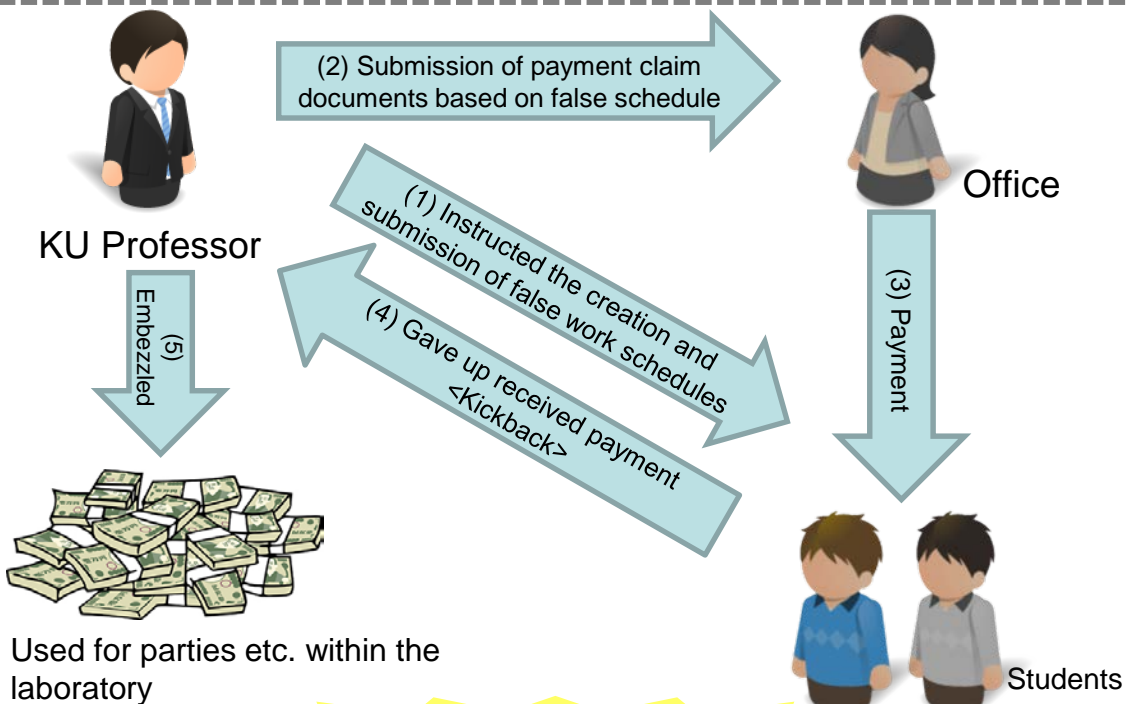 (2) Submission of payment claim
documents based on false schedule
Office
KU Professor
(1) Instructed the creation and
submission of false work schedules
(4) Gave up received payment
<Kickback>
(3) Payment
(5)
Embezzled
Used for parties etc. within the
laboratory
Students